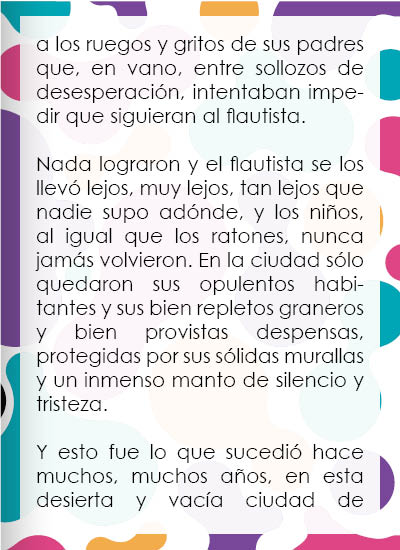 a los ruegos y gritos de sus padres
que, en vano, entre sollozos de
desesperación, intentaban impe-
dir que siguieran al flautista.
Nada lograron y el flautista se los
llevó lejos, muy lejos, tan lejos que
nadie supo adónde, y los niños,
al igual que los ratones, nunca
jamás volvieron. En la ciudad sólo
quedaron sus opulentos habi-
tantes y sus bien repletos graneros
y bien provistas despensas,
protegidas por sus sólidas murallas
y un inmenso manto de silencio y
tristeza.
Y esto fue lo que sucedió hace
muchos, muchos años, en esta
desierta y vacía ciudad de